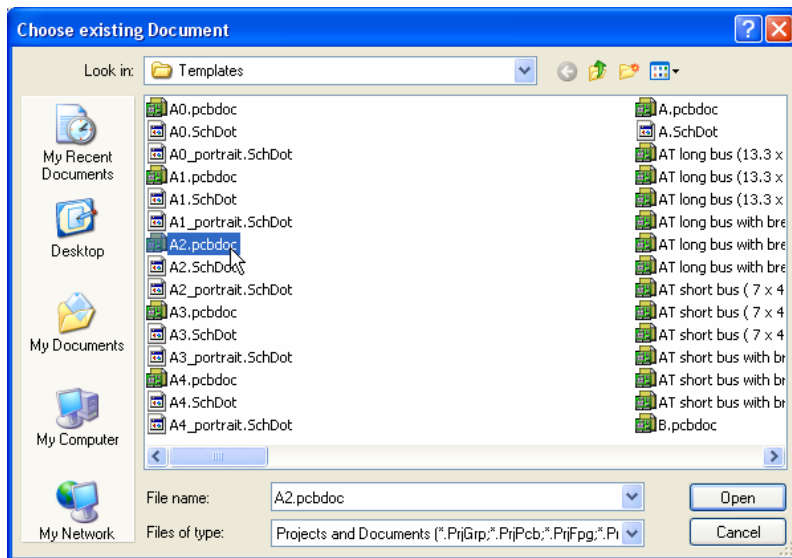 Choose existing Document
Look in:
Templates
My Recent
Documents
Desktop
My Documents
My Computer
My Network
A0.pcbdoc
A0.SchDot
A0_portrait.SchDot
A1.pcbdoc
A1.SchDot
A1_portrait.SchDot
A2.pcbdoc
A2.SchDot
A2_portrait.SchDot
A3.pcbdoc
A3.SchDot
A3_portrait.SchDot
A4.pcbdoc
A4.SchDot
A4_portrait.SchDot
A.pcbdoc
A.SchDot
AT long bus (13.3 x
AT long bus (13.3 x
AT long bus (13.3 x
AT long bus with bre
AT long bus with bre
AT long bus with bre
AT short bus ( 7 x 4
AT short bus ( 7 x 4
AT short bus ( 7 x 4
AT short bus with br
AT short bus with br
AT short bus with br
B.pcbdoc
File name:
A2.pcbdoc
Open
Files of type:
Projects and Documents (*.PrjGrp;*.PrjPcb;*.PrjFpg;*.Pr
Cancel